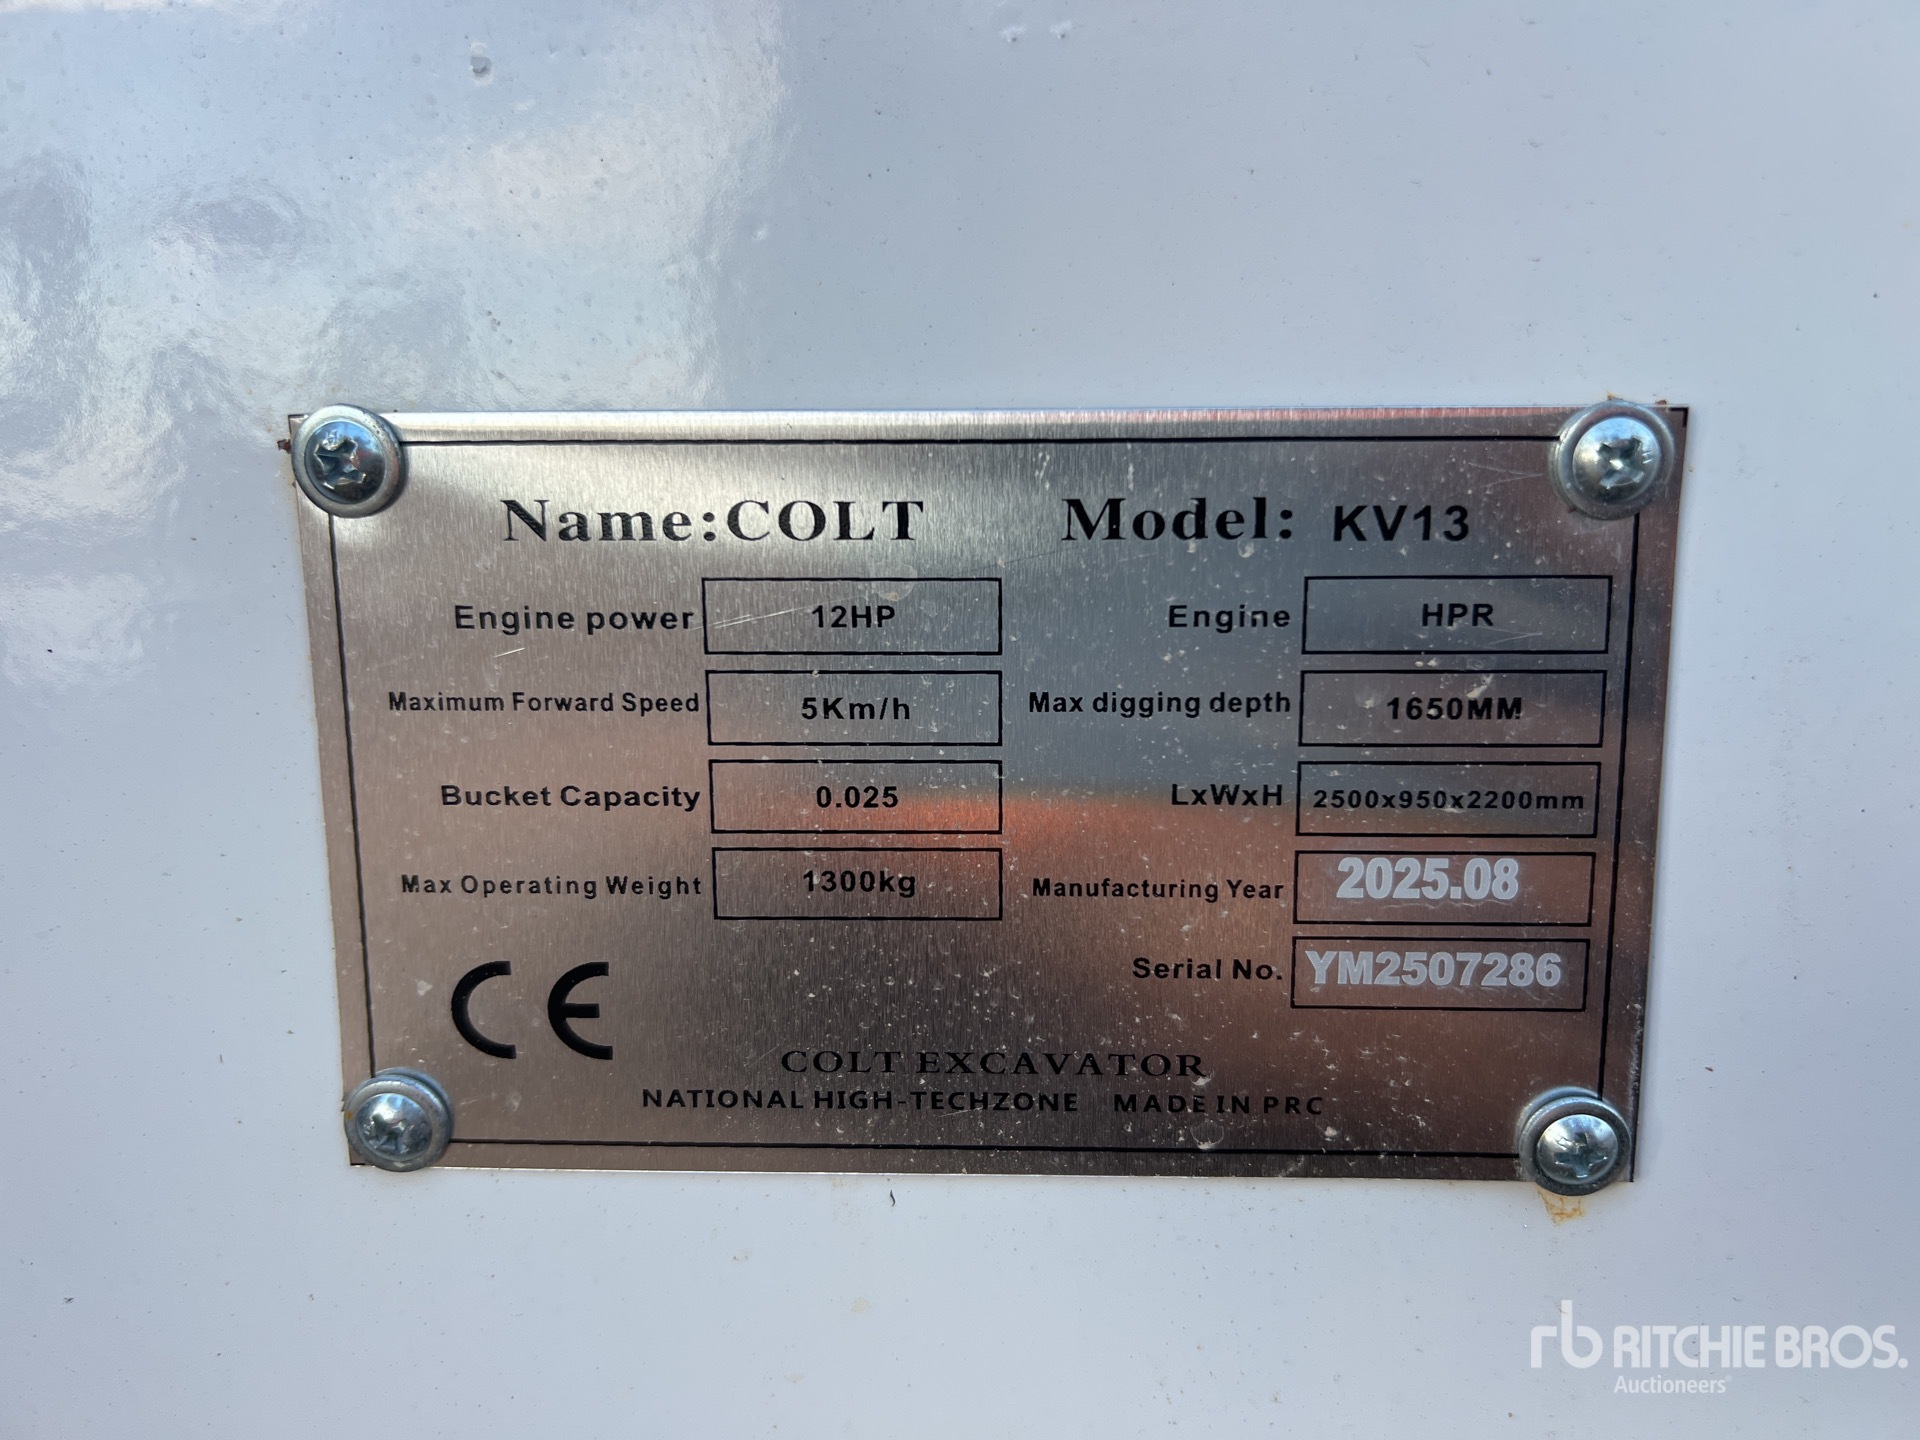 Name:COLT Model: KV13
Engine power 12HP Engine HPR
Maximum Forward Speed 5Km/h Max digging depth 1650MM
Bucket Capacity 0.025 LxWxH 2500x950x2200mm
Max Operating Weight 1300kg Manufacturing Year 2025.08
Serial No. YM2507286
CE
COLT EXCAVATOR
NATIONAL HIGH-TECHZONE MADE IN PRC
rb RITCHIE BROS.
Auctioneers